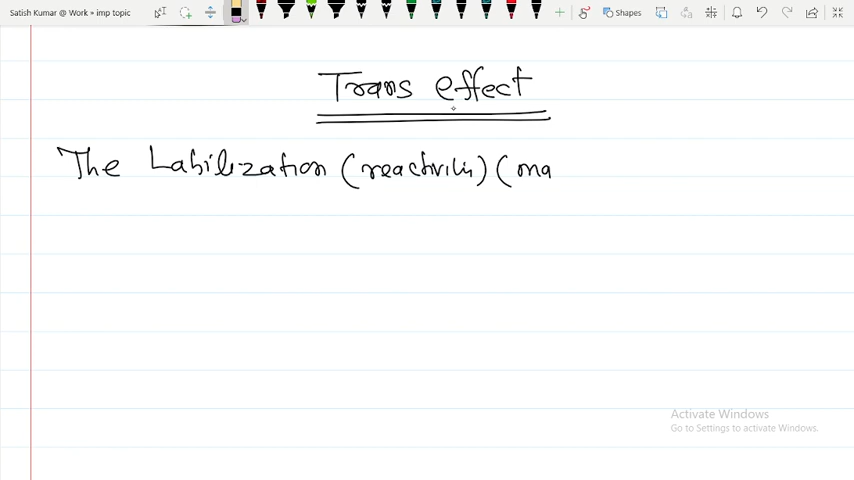 Satish Kumar @ Work » imp topic
Shapes
Trans effect
The Labilization (reactivity) (ma
Activate Windows
Go to Settings to activate Windows.